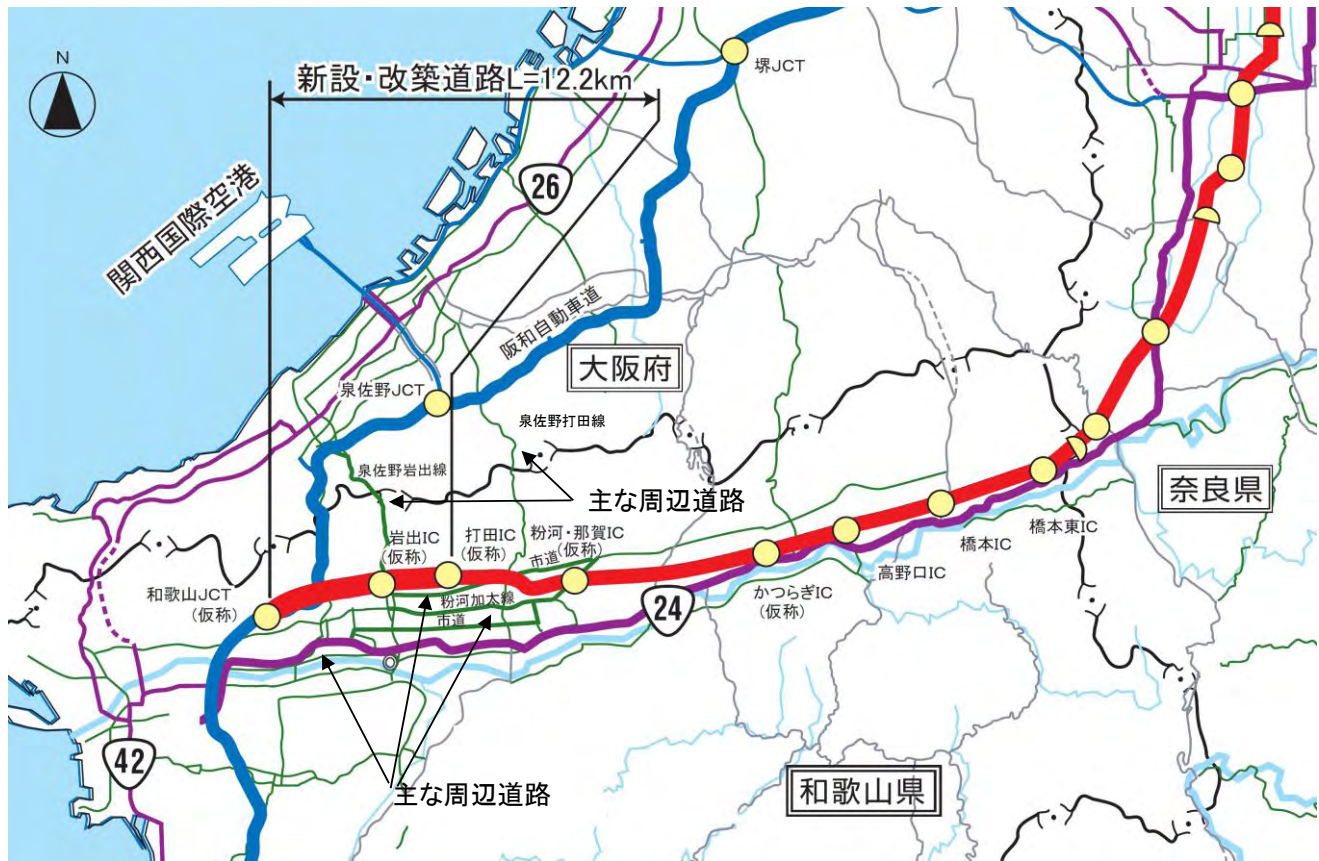 N
新設・改築道路L=12.2km
堺JCT
26
関西国際空港
阪和自動車道
大阪府
泉佐野JCT
泉佐野打田線
泉佐野岩出線
主な周辺道路
奈良県
岩出IC
(仮称)
打田IC
(仮称)
粉河・那賀IC
(仮称)
市道
橋本東IC
橋本IC
高野口IC
かつらぎIC
(仮称)
和歌山JCT
(仮称)
粉河加太線
市道
24
42
主な周辺道路
和歌山県